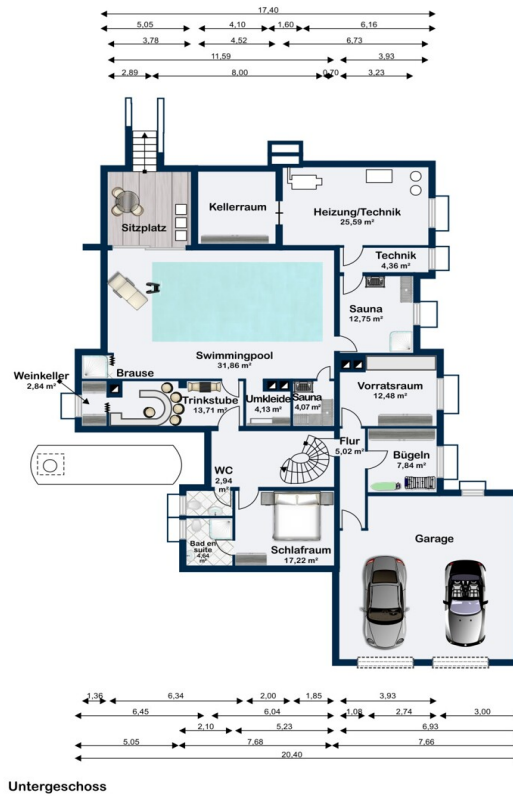 17,40
5,05 4,10 1,60 6,16
3,78 4,52 6,73
11,59 3,93
2,89 8,00 0,70 3,23
Sitzplatz
Kellerraum
Heizung/Technik
25,59 m²
Technik
4,36 m²
Sauna
12,75 m²
Swimmingpool
31,86 m²
Brause
Weinkeller
2,84 m²
Trinkstube
13,71 m²
Umkleide
4,13 m²
Sauna
4,07 m²
Vorratsraum
12,48 m²
Flur
5,02 m²
Bügeln
7,84 m²
WC
2,94 m²
Bad en
suite
4,64
m²
Schlafraum
17,22 m²
Garage
1,36 6,34 2,00 1,85 3,93
6,45 6,04 1,08 2,74 3,00
2,10 5,23 6,93
5,05 7,68 7,66
20,40
Untergeschoss